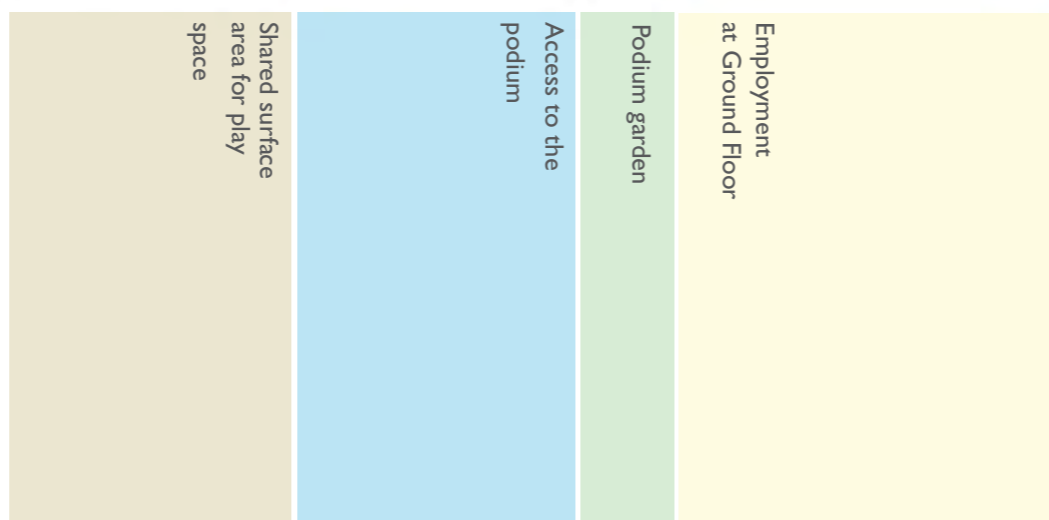 Employment
at Ground Floor
Podium garden
Access to the
podium
Shared surface
area for play
space